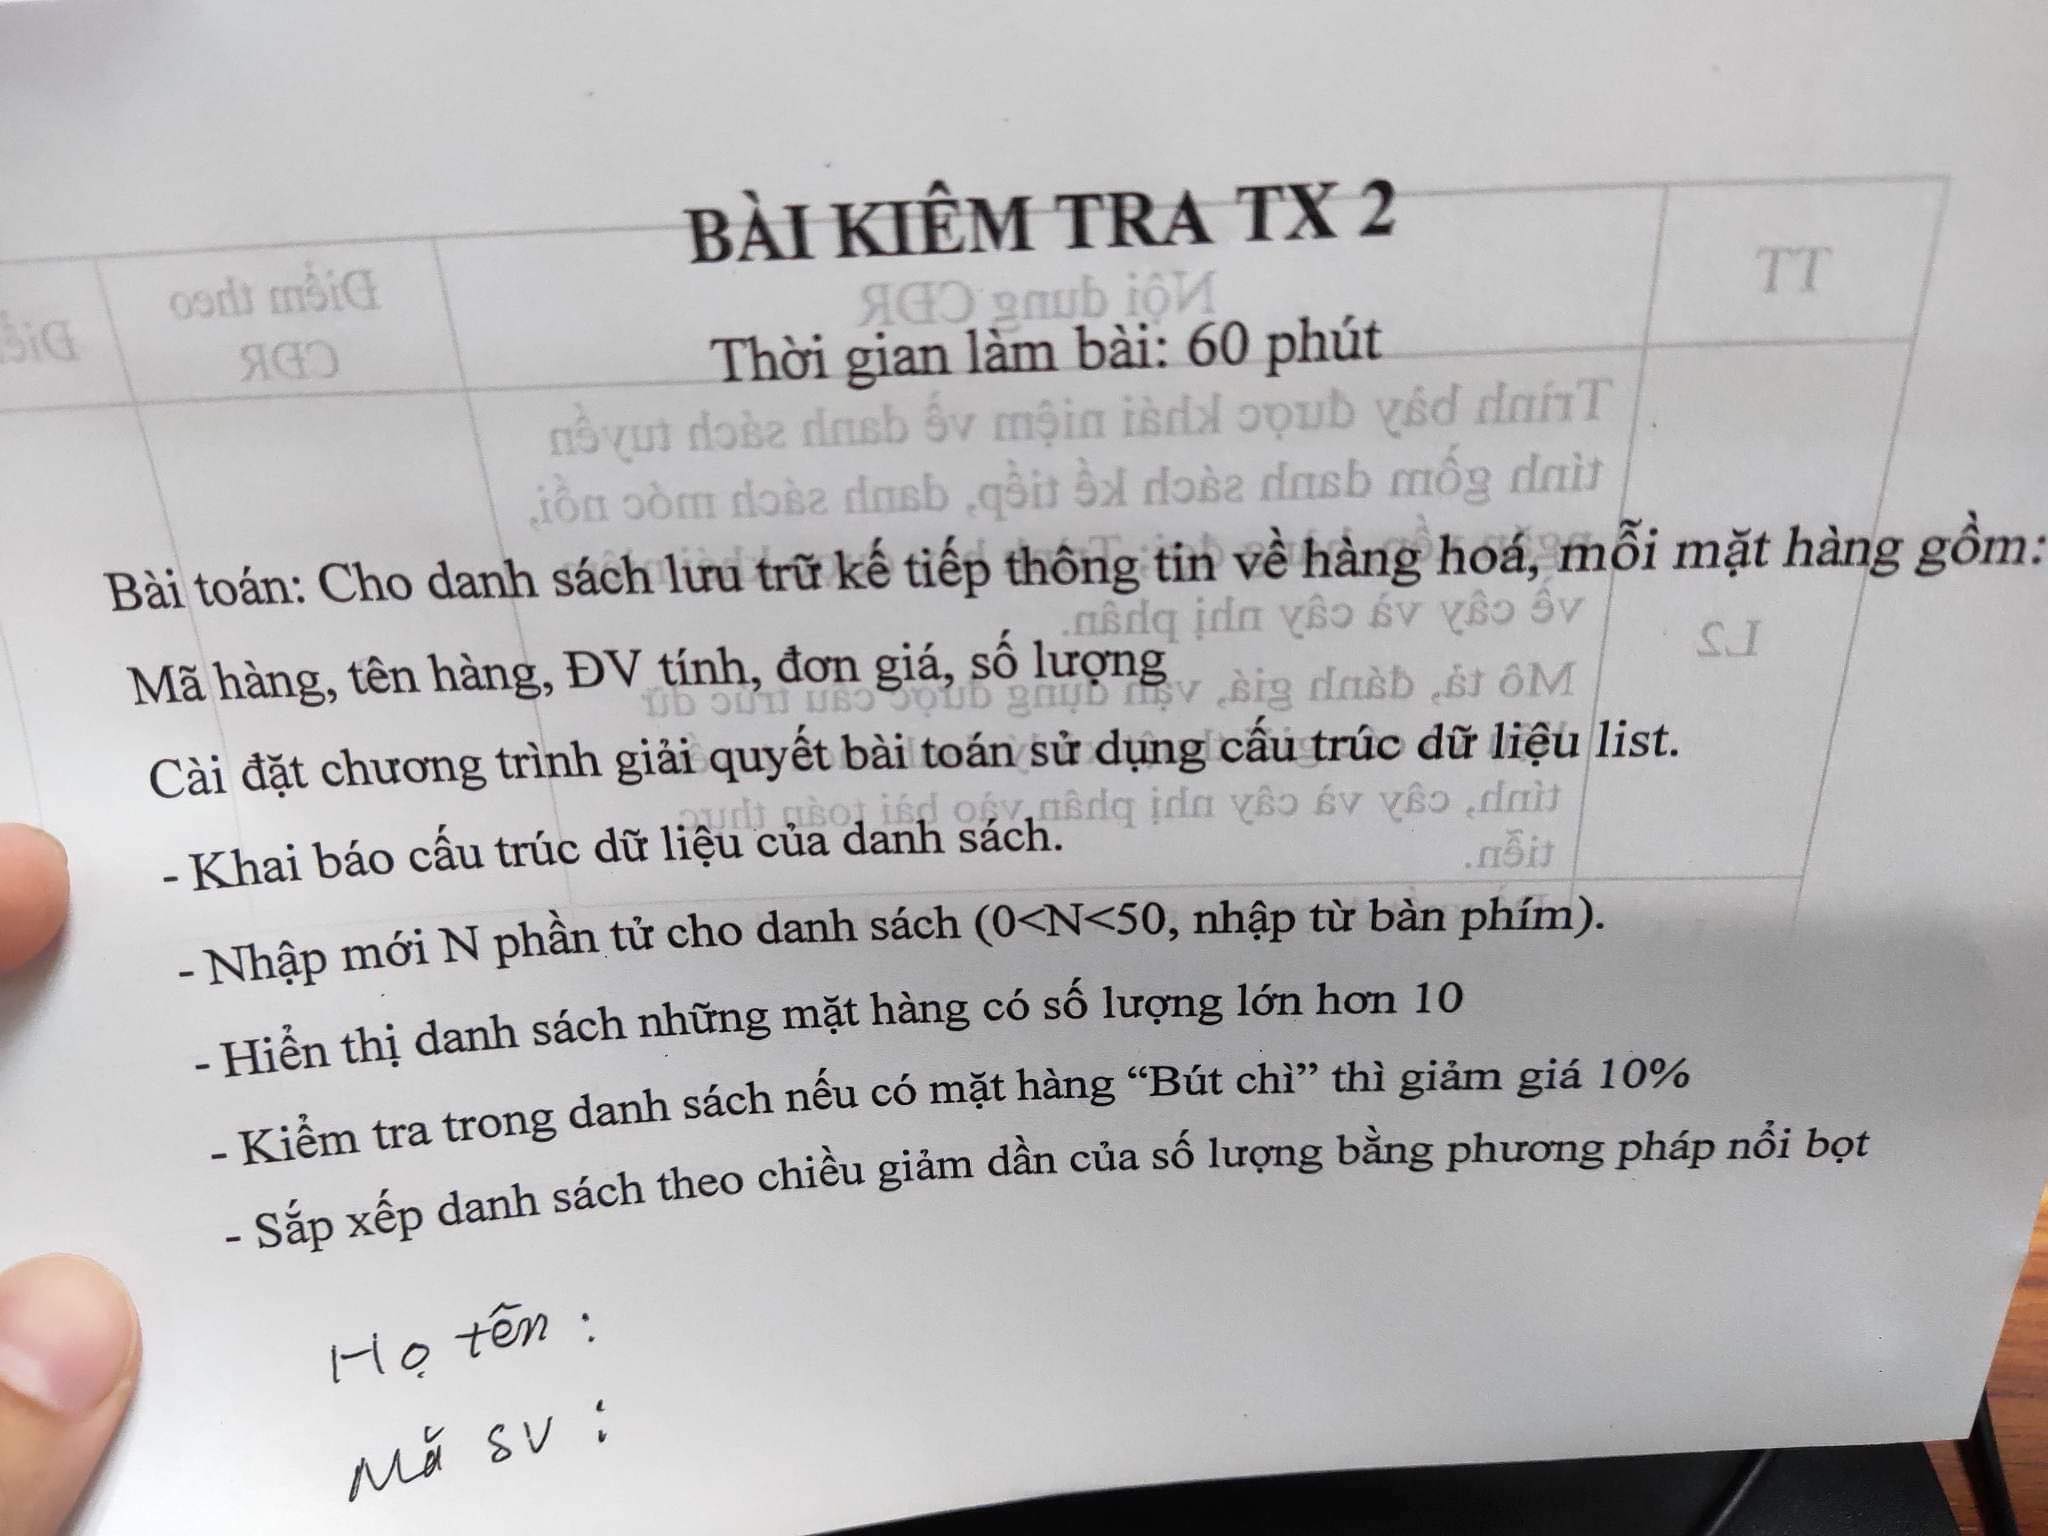 BÀI KIỂM TRA TX 2
Thời gian làm bài: 60 phút
Bài toán: Cho danh sách lưu trữ kế tiếp thông tin về hàng hoá, mỗi mặt hàng gồm:
Mã hàng, tên hàng, ĐV tính, đơn giá, số lượng
Cài đặt chương trình giải quyết bài toán sử dụng cấu trúc dữ liệu list.
- Khai báo cấu trúc dữ liệu của danh sách.
- Nhập mới N phần tử cho danh sách (0<N<50, nhập từ bàn phím).
- Hiển thị danh sách những mặt hàng có số lượng lớn hơn 10
- Kiểm tra trong danh sách nếu có mặt hàng “Bút chì” thì giảm giá 10%
- Sắp xếp danh sách theo chiều giảm dần của số lượng bằng phương pháp nổi bọt
Họ tên :
Mã SV :